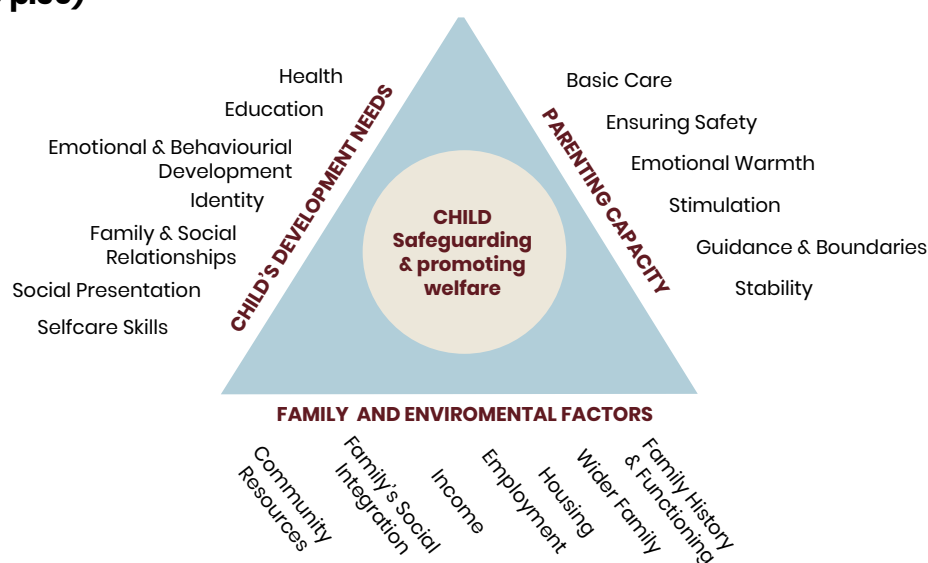 Health
Education
Emotional & Behaviourial
Development
Identity
Family & Social
Relationships
Social Presentation
Selfcare Skills
CHILD'S DEVELOPMENT NEEDS
CHILD
Safeguarding
& promoting
welfare
PARENTING CAPACITY
Basic Care
Ensuring Safety
Emotional Warmth
Stimulation
Guidance & Boundaries
Stability
FAMILY AND ENVIROMENTAL FACTORS
Community
Resources
Family's Social
Integration
Income
Employment
Housing
Wider Family
Family History
& Functioning